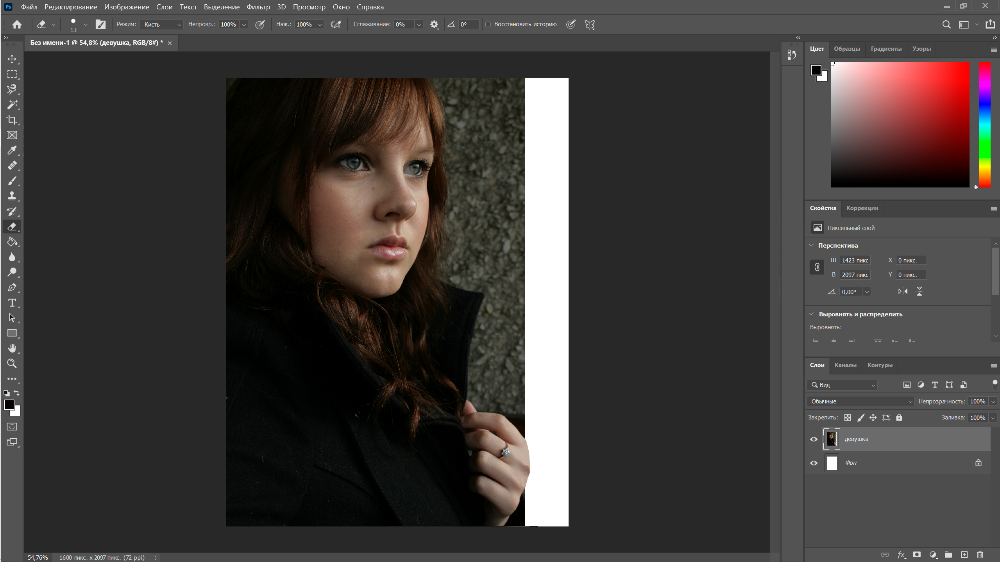 Ps Файл Редактирование Изображение Слои Текст Выделение Фильтр 3D Просмотр Окно Справка
13 Режим: Кисть Непрозр.: 100% Наж.: 100% Сглаживание: 0% 0° Восстановить историю
Без имени-1 @ 54,8% (девушка, RGB/8#) *
Цвет Образцы Градиенты Узоры
Свойства Коррекция
Пиксельный слой
Перспектива
Ш 1423 пикс. X 0 пикс.
В 2097 пикс. Y 0 пикс.
0,00°
Выровнять и распределить
Выровнять:
Слои Каналы Контуры
Вид
Обычные Непрозрачность: 100%
Закрепить: Заливка: 100%
девушка
Фон
fx
54,76% 1600 пикс. x 2097 пикс. (72 ppi)